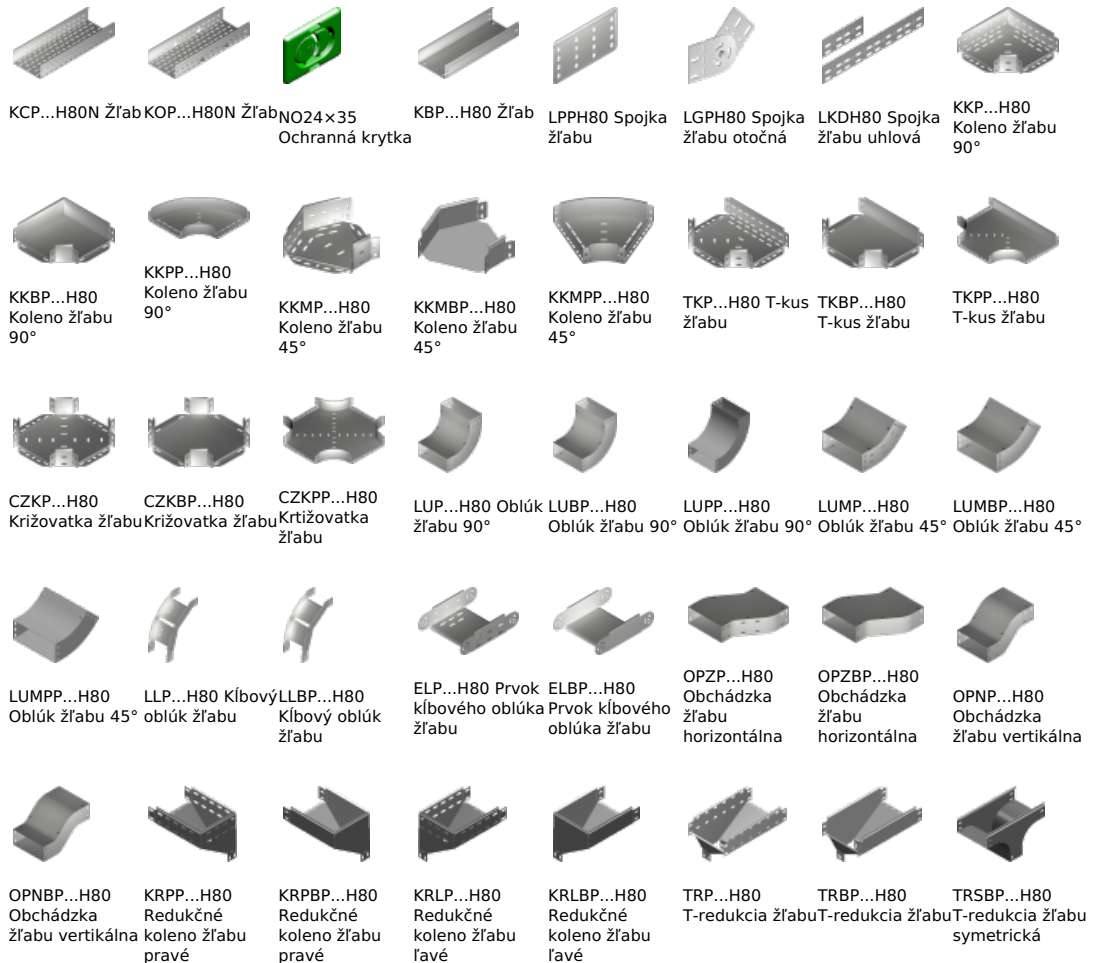 KCP...H80N Žľab
KOP...H80N Žľab
NO24×35
Ochranná krytka
KBP...H80 Žľab
LPPH80 Spojka
žľabu
LGPH80 Spojka
žľabu otočná
LKDH80 Spojka
žľabu uhlová
KKP...H80
Koleno žľabu
90°
KKBP...H80
Koleno žľabu
90°
KKPP...H80
Koleno žľabu
90°
KKMP...H80
Koleno žľabu
45°
KKMBP...H80
Koleno žľabu
45°
KKMPP...H80
Koleno žľabu
45°
TKP...H80 T-kus
žľabu
TKBP...H80
T-kus žľabu
TKPP...H80
T-kus žľabu
CZKP...H80
Križovatka žľabu
CZKBP...H80
Križovatka žľabu
CZKPP...H80
Krtižovatka
žľabu
LUP...H80 Oblúk
žľabu 90°
LUBP...H80
Oblúk žľabu 90°
LUPP...H80
Oblúk žľabu 90°
LUMP...H80
Oblúk žľabu 45°
LUMBP...H80
Oblúk žľabu 45°
LUMPP...H80
Oblúk žľabu 45°
LLP...H80 Kĺbový
oblúk žľabu
LLBP...H80
Kĺbový oblúk
žľabu
ELP...H80 Prvok
kĺbového oblúka
žľabu
ELBP...H80
Prvok kĺbového
oblúka žľabu
OPZP...H80
Obchádzka
žľabu
horizontálna
OPZBP...H80
Obchádzka
žľabu
horizontálna
OPNP...H80
Obchádzka
žľabu vertikálna
OPNBP...H80
Obchádzka
žľabu vertikálna
KRPP...H80
Redukčné
koleno žľabu
pravé
KRPBP...H80
Redukčné
koleno žľabu
pravé
KRLP...H80
Redukčné
koleno žľabu
ľavé
KRLBP...H80
Redukčné
koleno žľabu
ľavé
TRP...H80
T-redukcia žľabu
TRBP...H80
T-redukcia žľabu
TRSBP...H80
T-redukcia žľabu
symetrická